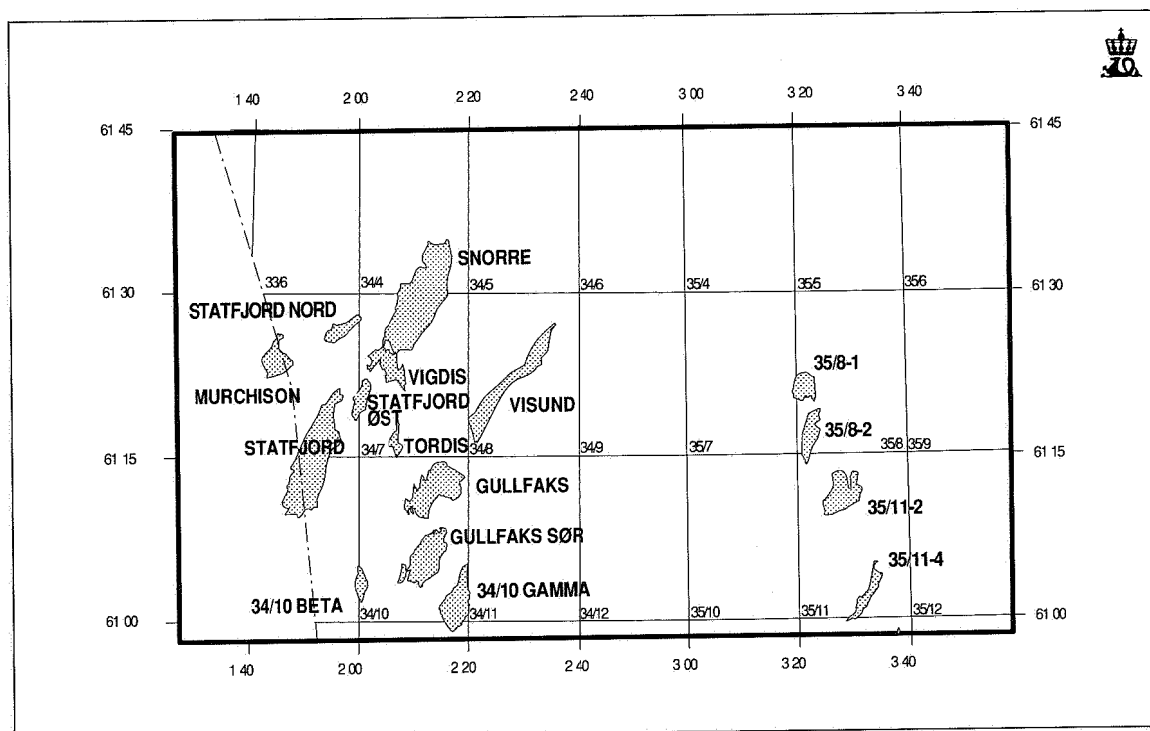 1 40 2 00 2 20 2 40 3 00 3 20 3 40
61 45 61 45
SNORRE
33/6 34/4 34/5 34/6 35/4 35/5 35/6
61 30 61 30
STATFJORD NORD
35/8-1
VIGDIS
MURCHISON STATFJORD ØST VISUND
35/8-2
STATFJORD TORDIS
34/7 34/8 34/9 35/7 35/8 35/9
61 15 61 15
GULLFAKS
35/11-2
GULLFAKS SØR
35/11-4
34/10 GAMMA
34/10 BETA
34/10 34/11 34/12 35/10 35/11 35/12
61 00 61 00
1 40 2 00 2 20 2 40 3 00 3 20 3 40